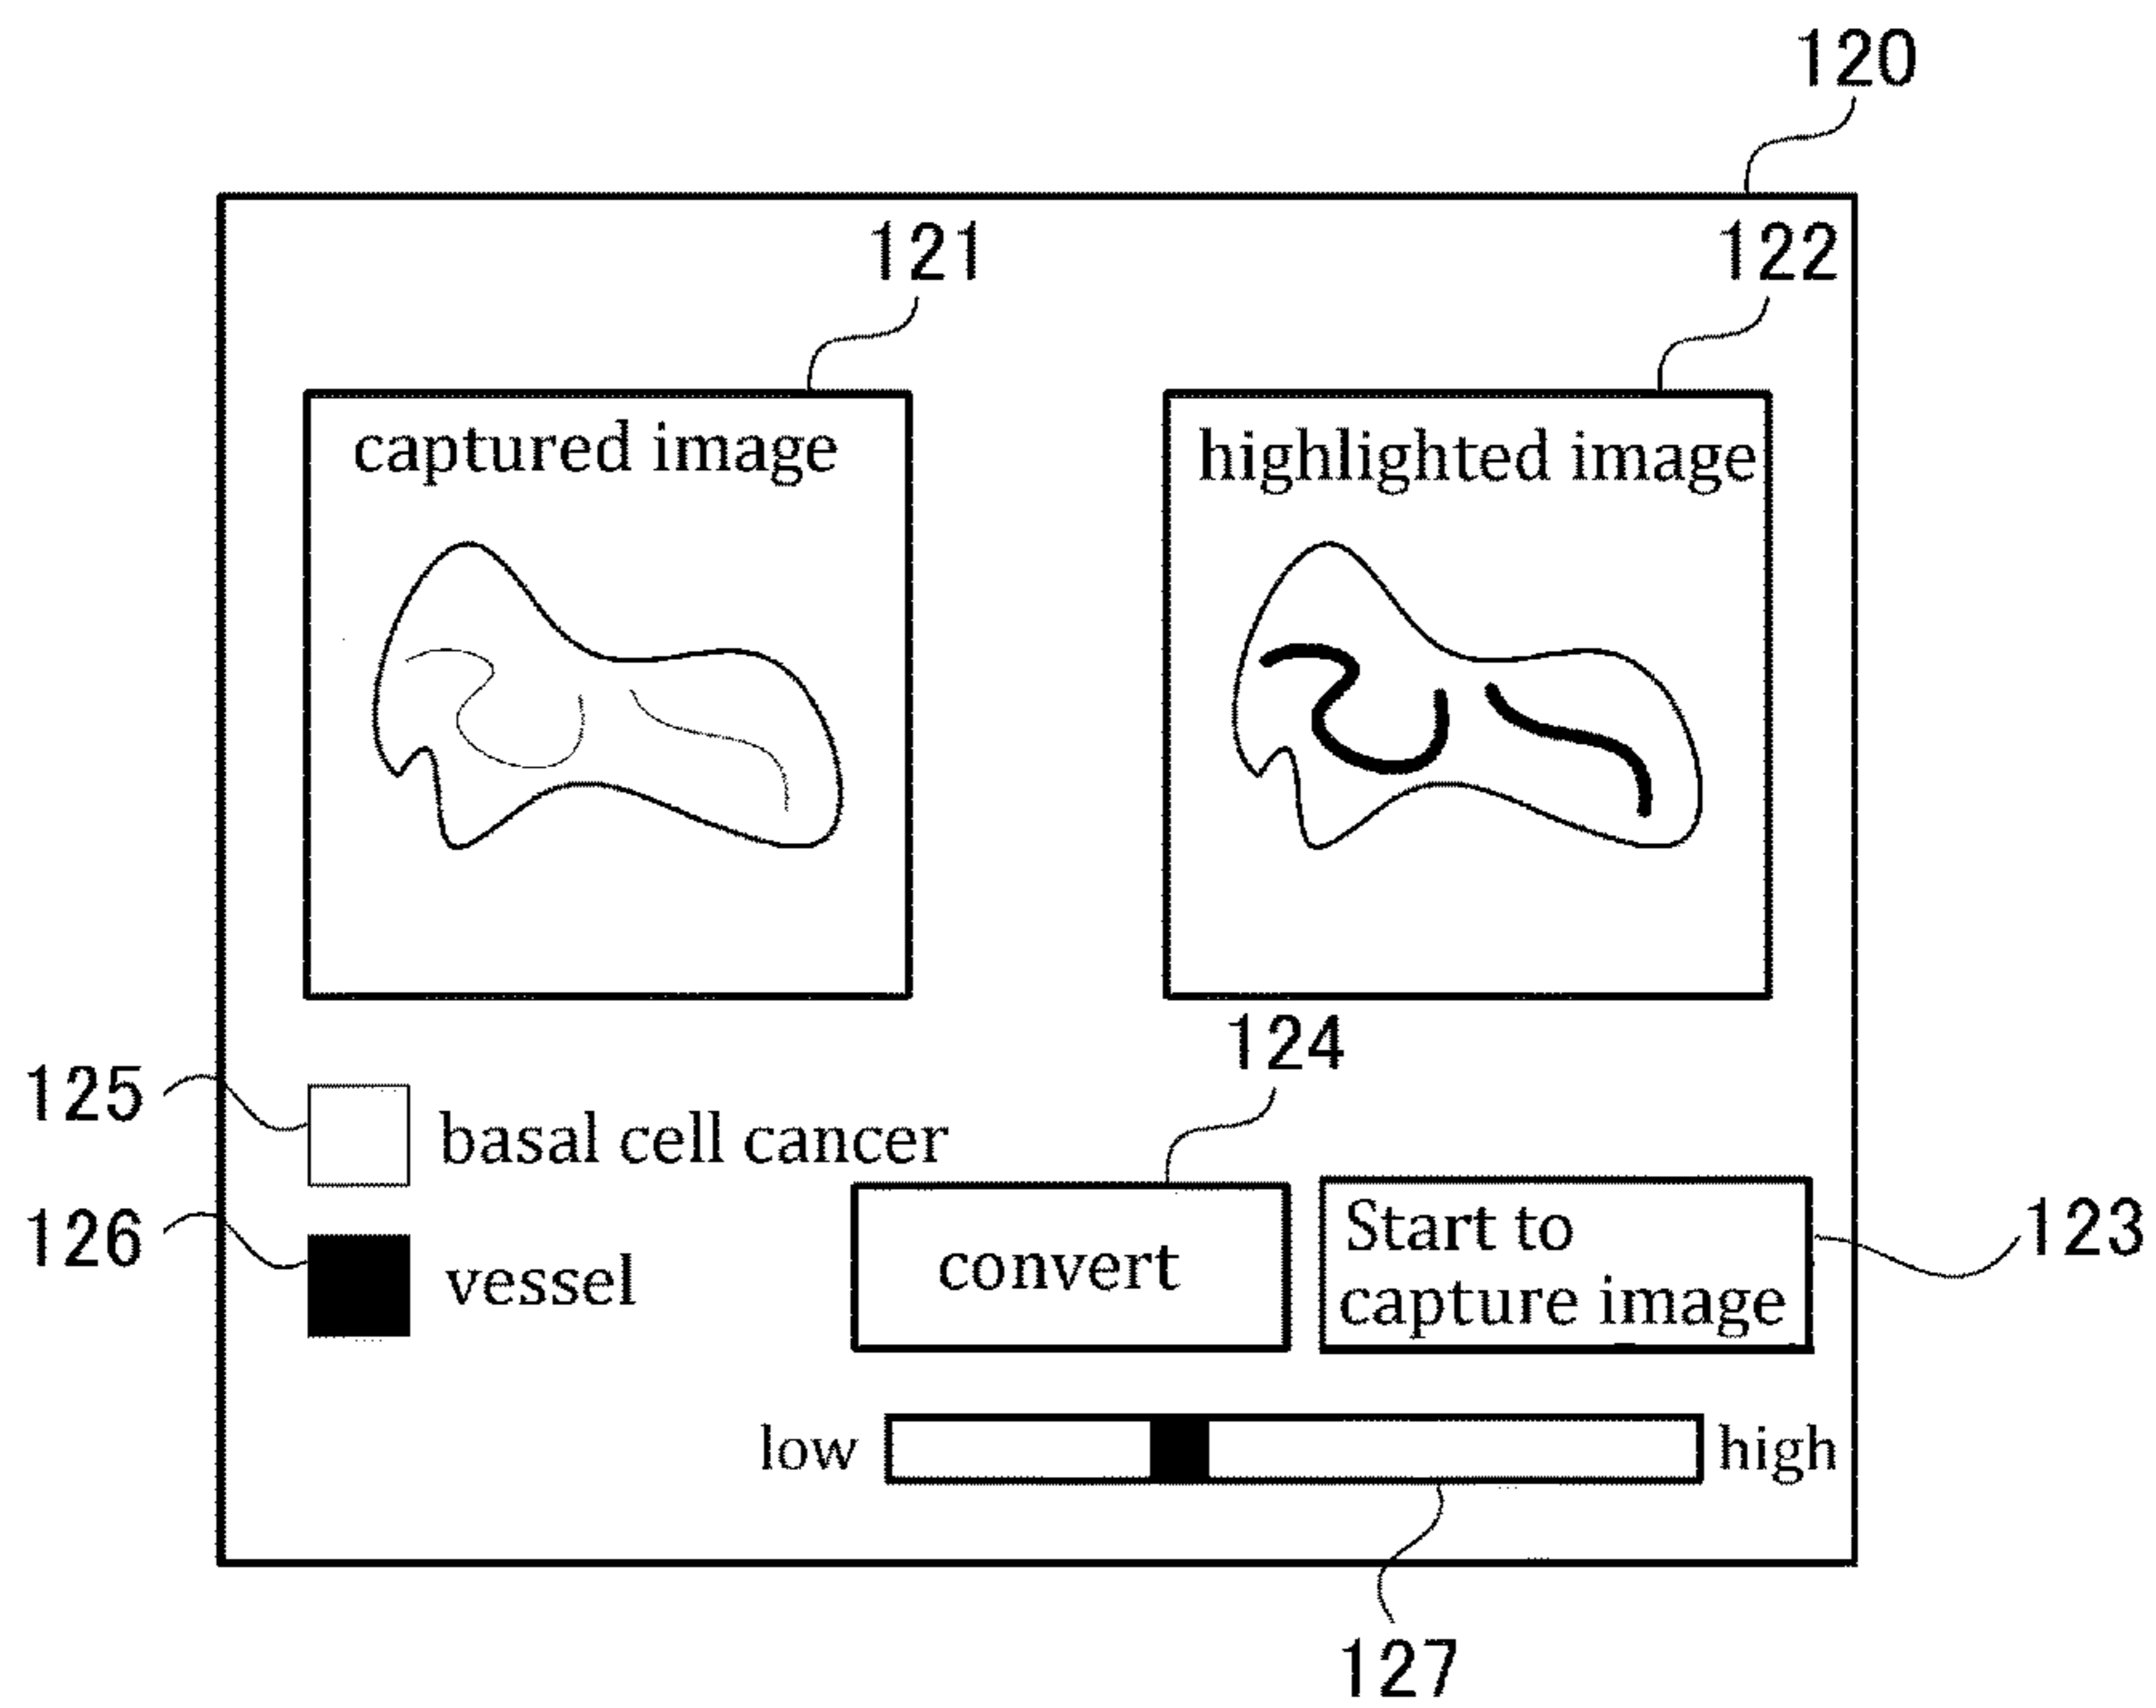 120
121
122
captured image
highlighted image
124
125
basal cell cancer
126
vessel
convert
Start to
capture image
123
low
high
127